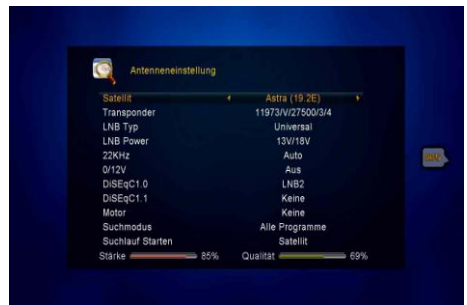 Antenneneinstellung
Satellit Astra (19.2E)
Transponder 11973/V/27500/3/4
LNB Typ Universal
LNB Power 13V/18V
22KHz Auto
0/12V Aus
DiSEqC1.0 LNB2
DiSEqC1.1 Keine
Motor Keine
Suchmodus Alle Programme
Suchlauf Starten Satellit
Stärke 85% Qualität 69%